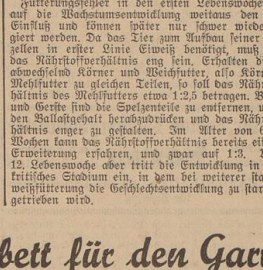 Fütterungsfehler in den ersten Lebenswoche
auf die Wachstumsentwicklung weitaus den
Einfluß und können später nur schwer wiede
giert werden. Da das Tier zum Aufbau seiner
zellen in erster Linie Eiweiß benötigt, muß
das Nährstoffverhältnis eng sein. Erhalten d
abwechselnd Körner und Weichfutter, also Kör
Mehlfutter zu gleichen Teilen, so soll das Näh
hältnis des Mehlfutters etwa 1:2,5 betragen.
und Gerste sind die Spelzenteile zu entfernen, u
den Ballastgehalt herabzudrücken und das Näh
hältnis enger zu gestalten. Im Alter von 6
Wochen kann das Nährstoffverhältnis bereits ei
Erweiterung erfahren, und zwar auf 1:3.
12. Lebenswoche aber tritt die Entwicklung in
kritisches Stadium ein, in dem bei weiterer sta
weißfütterung die Geschlechtsentwicklung zu star
getrieben wird.
bett für den Gar